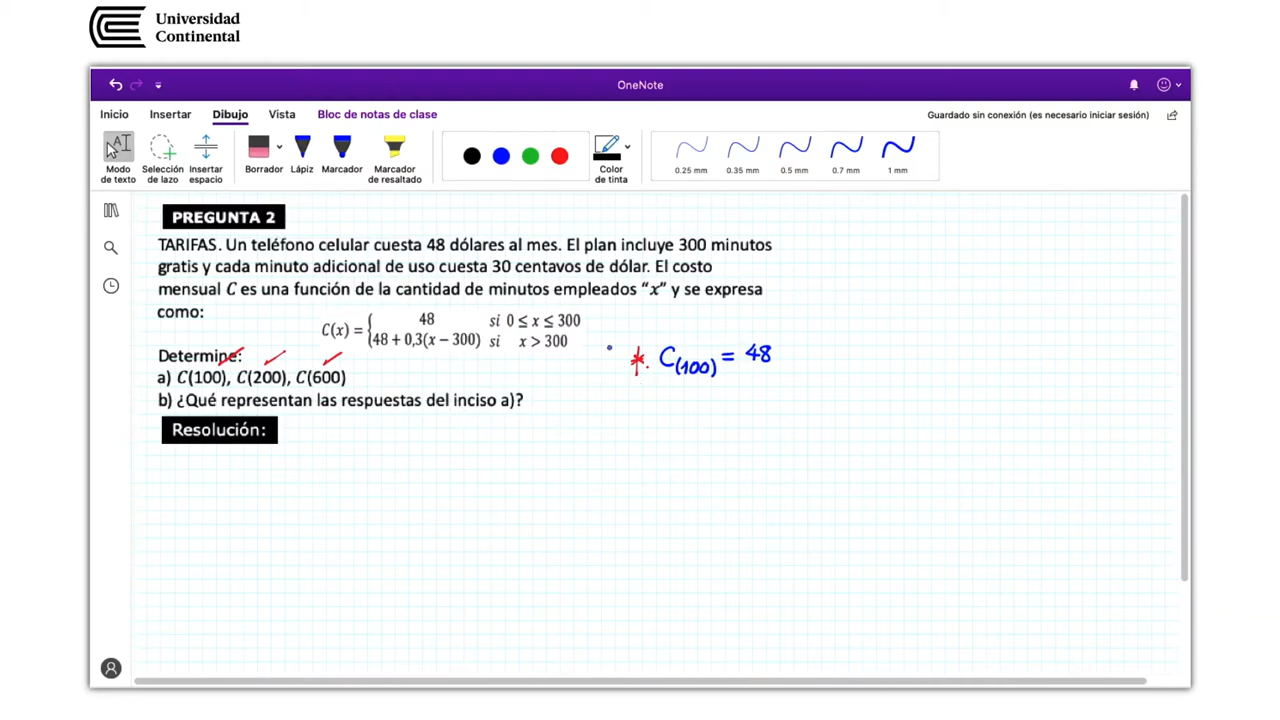 Universidad
Continental
OneNote
Inicio Insertar Dibujo Vista Bloc de notas de clase Guardado sin conexión (es necesario iniciar sesión)
Modo de texto Selección de lazo Insertar espacio Borrador Lápiz Marcador Marcador de resaltado Color de tinta 0.25 mm 0.35 mm 0.5 mm 0.7 mm 1 mm
PREGUNTA 2
TARIFAS. Un teléfono celular cuesta 48 dólares al mes. El plan incluye 300 minutos
gratis y cada minuto adicional de uso cuesta 30 centavos de dólar. El costo
mensual C es una función de la cantidad de minutos empleados “x” y se expresa
como:
C(x) = { 48 si 0 ≤ x ≤ 300
48 + 0,3(x − 300) si x > 300
Determine:
* C(100) = 48
a) C(100), C(200), C(600)
b) ¿Qué representan las respuestas del inciso a)?
Resolución: